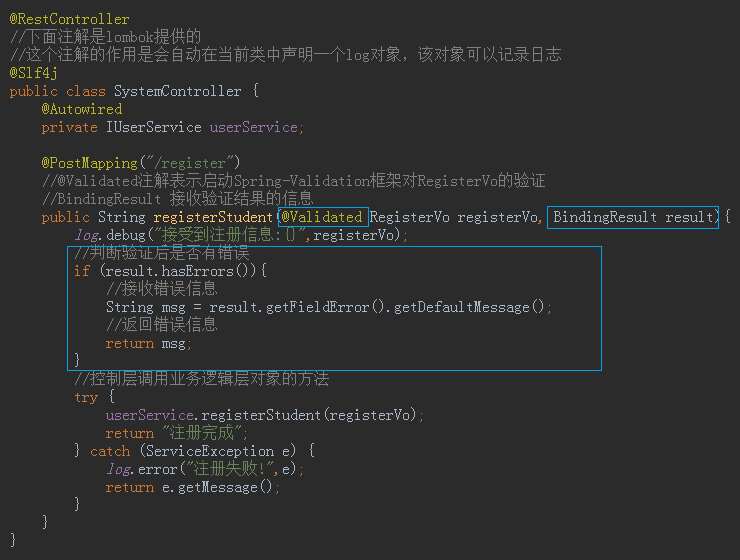 @RestController
//下面注解是lombok提供的
//这个注解的作用是会自动在当前类中声明一个log对象，该对象可以记录日志
@Slf4j
public class SystemController {
    @Autowired
    private IUserService userService;

    @PostMapping("/register")
    //@Validated注解表示启动Spring-Validation框架对RegisterVo的验证
    //BindingResult 接收验证结果的信息
    public String registerStudent(@Validated RegisterVo registerVo, BindingResult result){
        log.debug("接受到注册信息:{}",registerVo);
        //判断验证后是否有错误
        if (result.hasErrors()){
            //接收错误信息
            String msg = result.getFieldError().getDefaultMessage();
            //返回错误信息
            return msg;
        }
        //控制层调用业务逻辑层对象的方法
        try {
            userService.registerStudent(registerVo);
            return "注册完成";
        } catch (ServiceException e) {
            log.error("注册失败!",e);
            return e.getMessage();
        }
    }
}